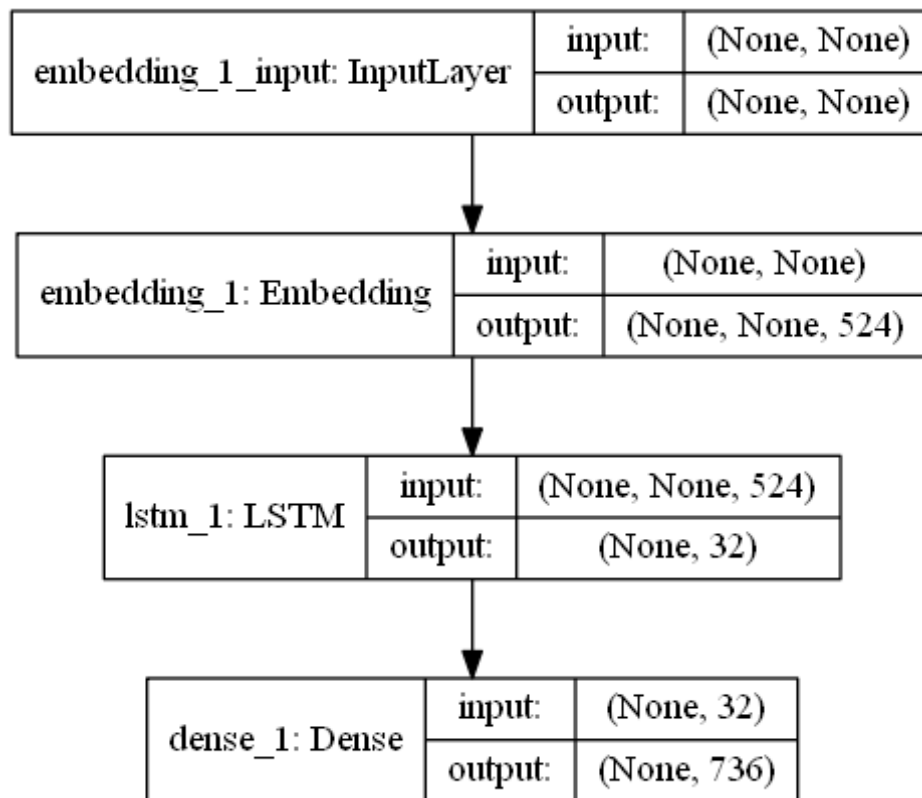 embedding_1_input: InputLayer
input: (None, None)
output: (None, None)
embedding_1: Embedding
input: (None, None)
output: (None, None, 524)
lstm_1: LSTM
input: (None, None, 524)
output: (None, 32)
dense_1: Dense
input: (None, 32)
output: (None, 736)